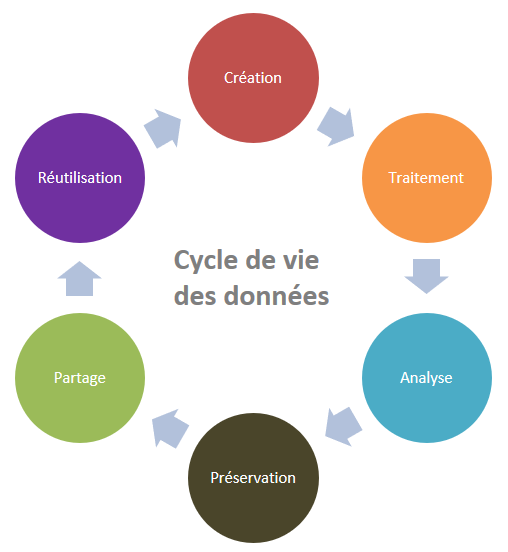 Création
Traitement
Analyse
Préservation
Partage
Réutilisation
Cycle de vie
des données